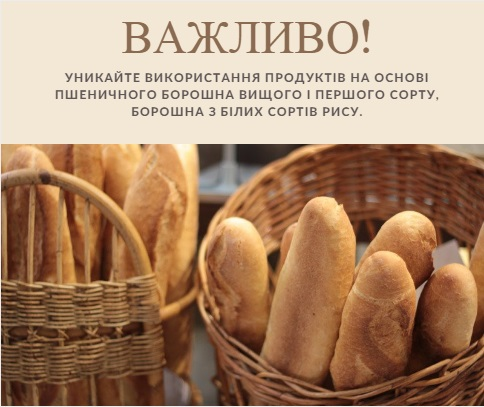 ВАЖЛИВО!
УНИКАЙТЕ ВИКОРИСТАННЯ ПРОДУКТІВ НА ОСНОВІ
ПШЕНИЧНОГО БОРОШНА ВИЩОГО І ПЕРШОГО СОРТУ,
БОРОШНА З БІЛИХ СОРТІВ РИСУ.